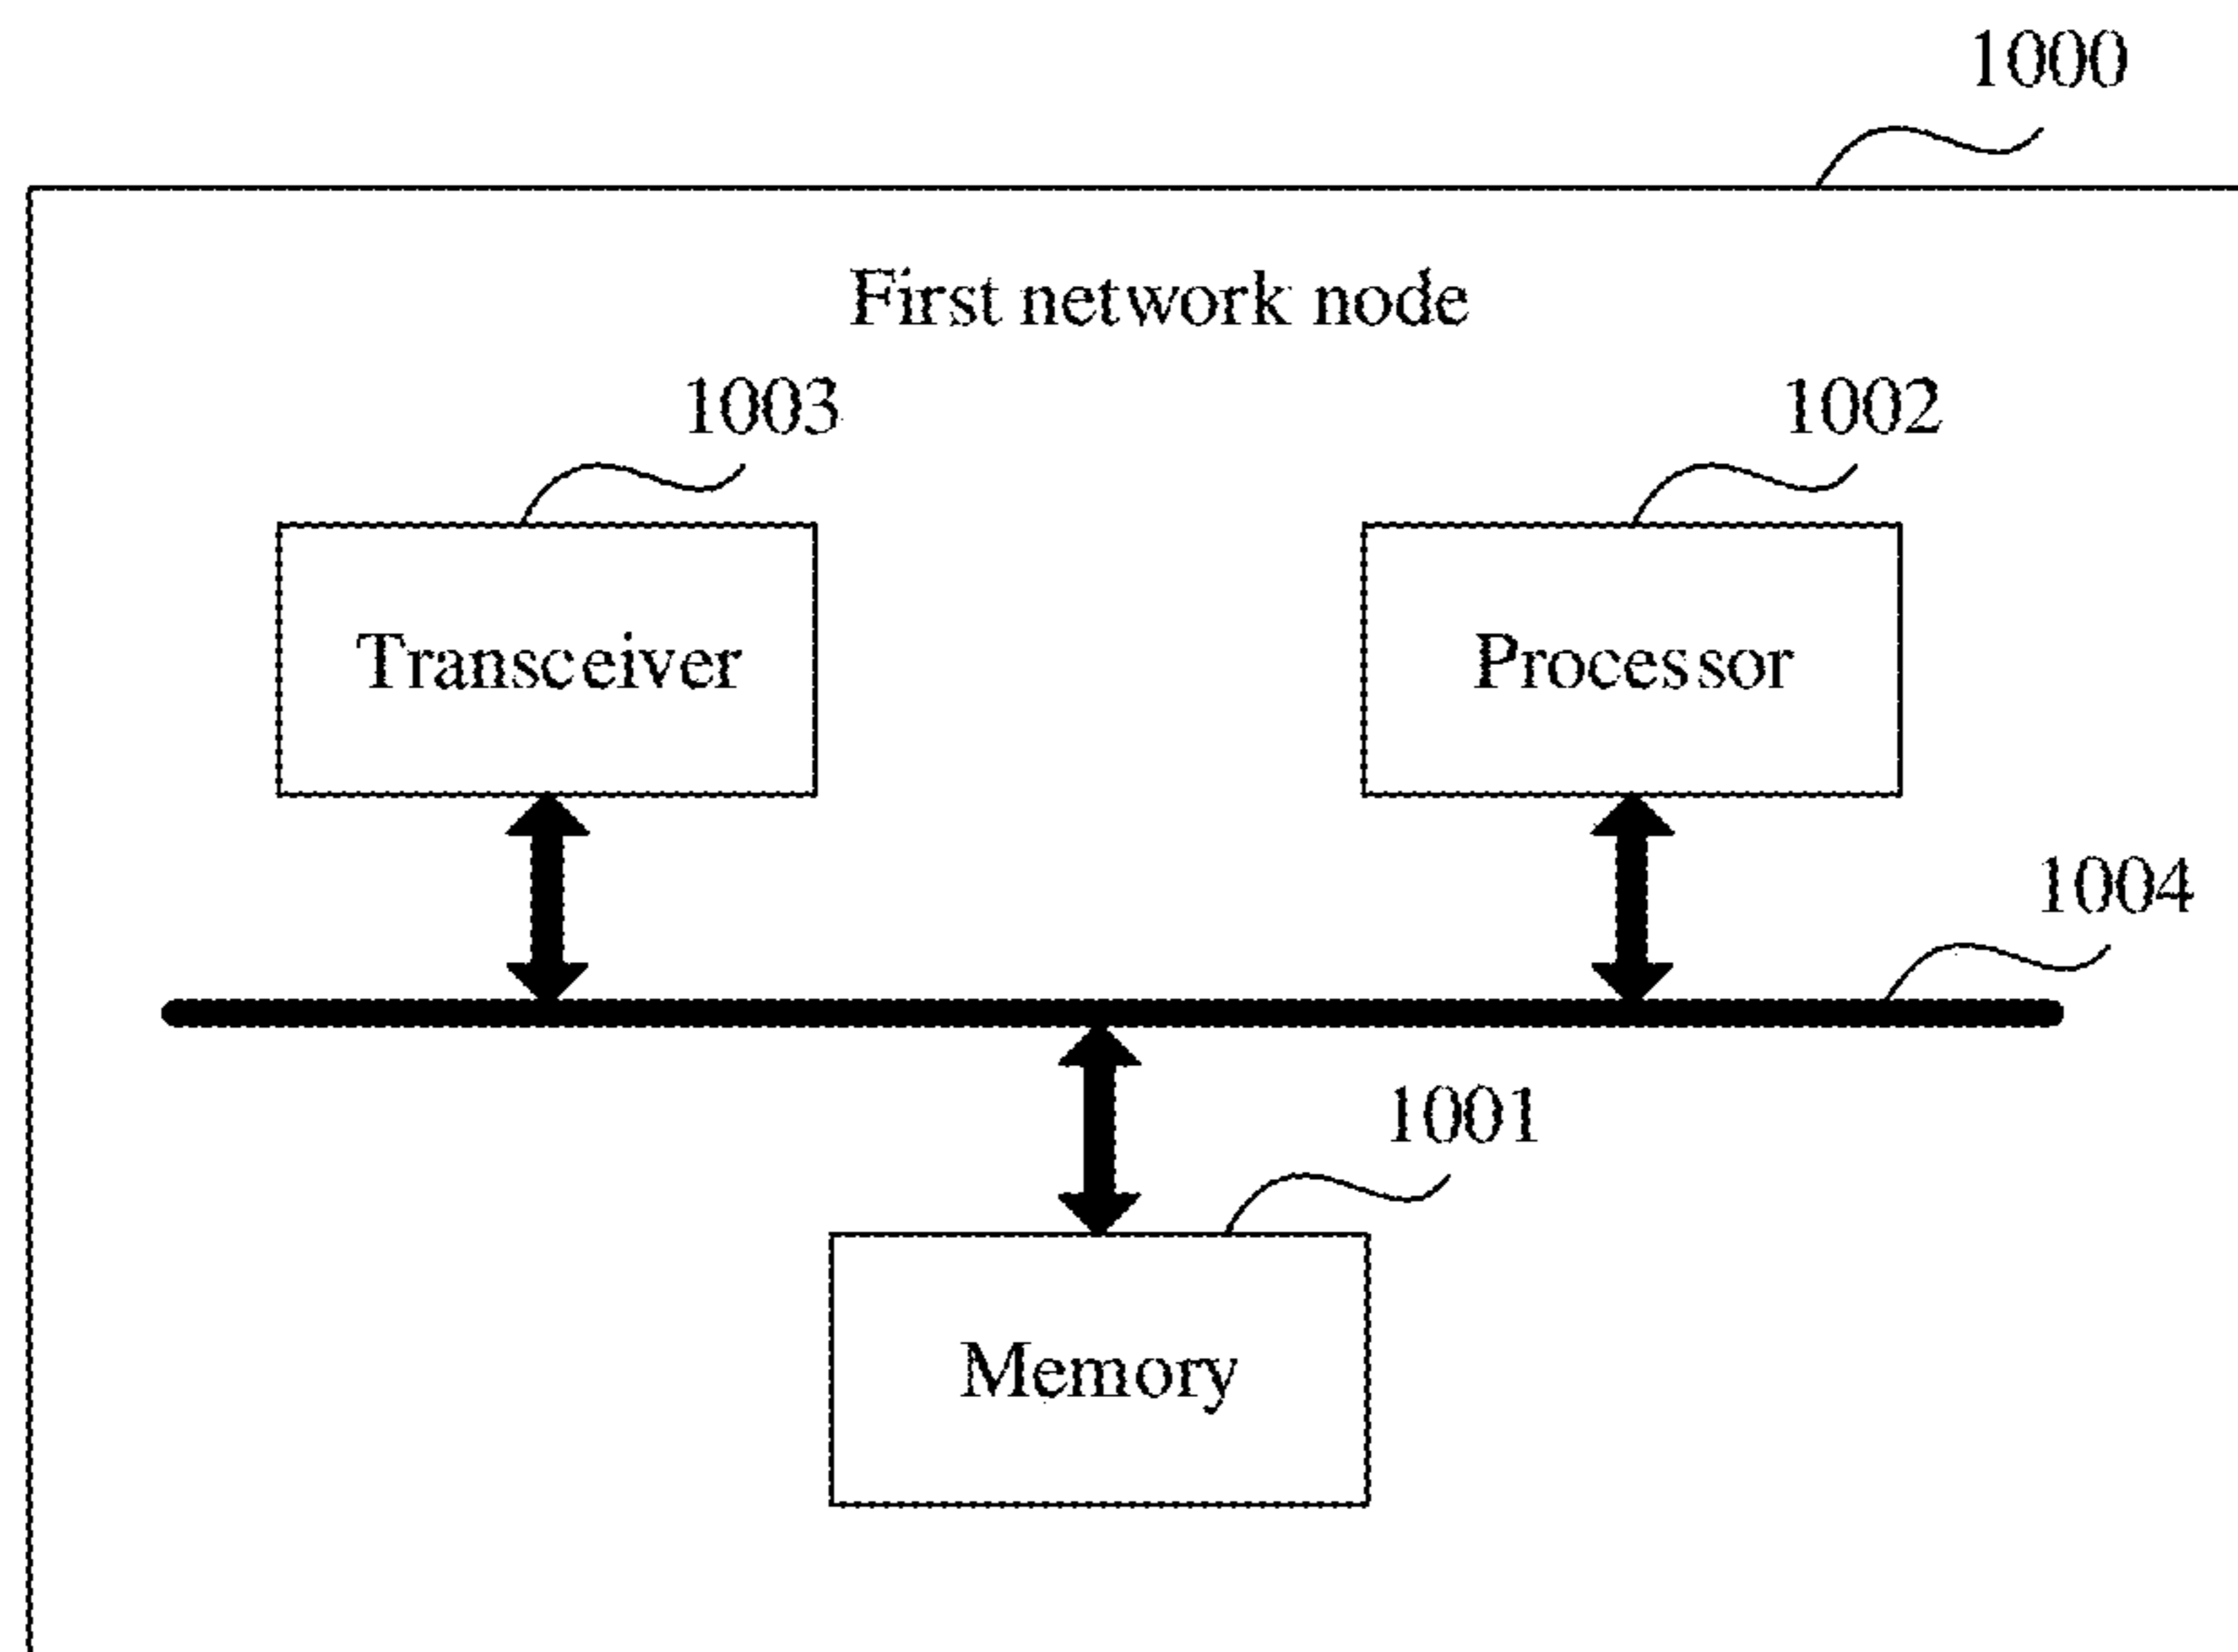 1000
First network node
1003
1002
Transceiver
Processor
1004
1001
Memory